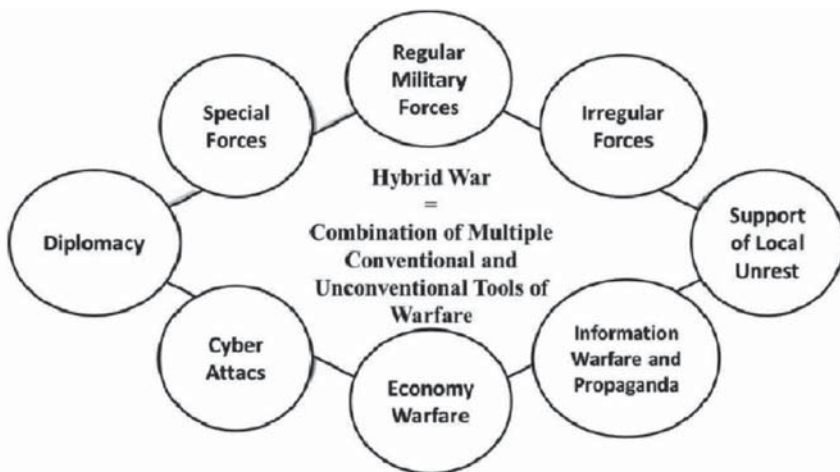 Regular
Military
Forces
Special
Forces
Irregular
Forces
Hybrid War
=
Combination of Multiple
Conventional and
Unconventional Tools of
Warfare
Diplomacy
Support
of Local
Unrest
Cyber
Attacs
Economy
Warfare
Information
Warfare and
Propaganda